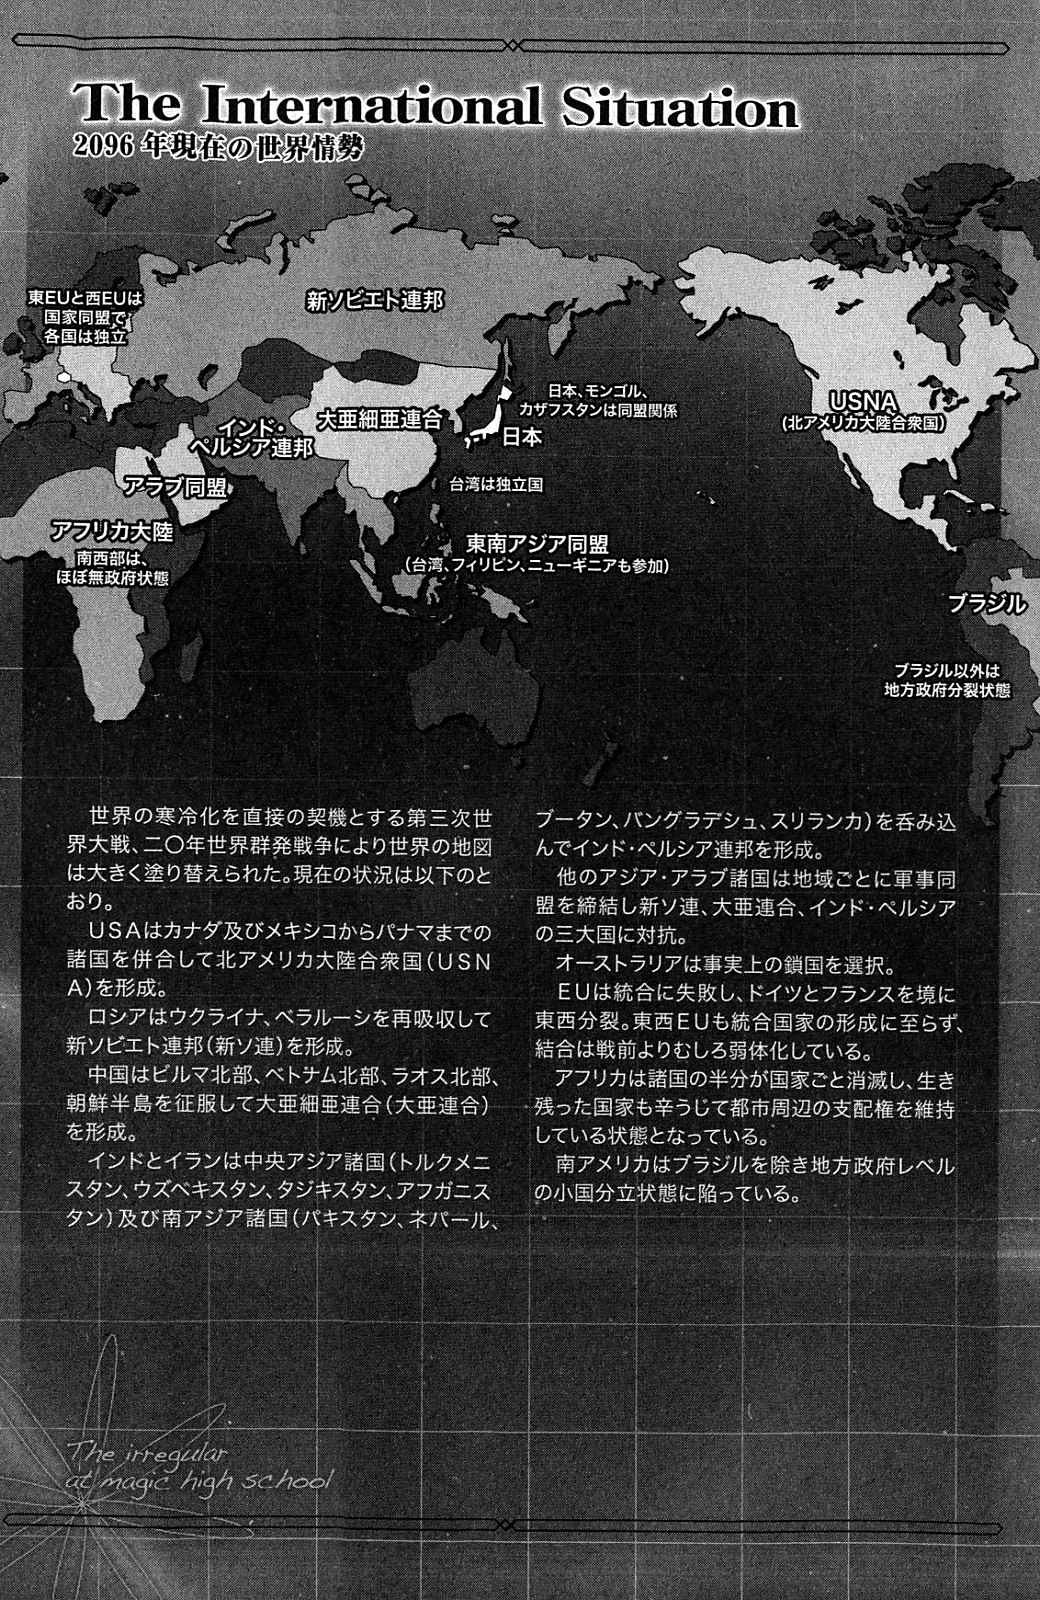 The International Situation
2096年現在の世界情勢
東EUと西EUは
国家同盟で
各国は独立
新ソビエト連邦
日本、モンゴル、
カザフスタンは同盟関係
USNA
(北アメリカ大陸合衆国)
大亜細亜連合
日本
インド・
ペルシア連邦
アラブ同盟
台湾は独立国
アフリカ大陸
南西部は、
ほぼ無政府状態
東南アジア同盟
(台湾、フィリピン、ニューギニアも参加)
ブラジル
ブラジル以外は
地方政府分裂状態
世界の寒冷化を直接の契機とする第三次世
界大戦、二〇年世界群発戦争により世界の地図
は大きく塗り替えられた。現在の状況は以下のと
おり。
USAはカナダ及びメキシコからパナマまでの
諸国を併合して北アメリカ大陸合衆国(USN
A)を形成。
ロシアはウクライナ、ベラルーシを再吸収して
新ソビエト連邦(新ソ連)を形成。
中国はビルマ北部、ベトナム北部、ラオス北部、
朝鮮半島を征服して大亜細亜連合(大亜連合)
を形成。
インドとイランは中央アジア諸国(トルクメニ
スタン、ウズベキスタン、タジキスタン、アフガニス
タン)及び南アジア諸国(パキスタン、ネパール、
ブータン、バングラデシュ、スリランカ)を呑み込
んでインド・ペルシア連邦を形成。
他のアジア・アラブ諸国は地域ごとに軍事同
盟を締結し新ソ連、大亜連合、インド・ペルシア
の三大国に対抗。
オーストラリアは事実上の鎖国を選択。
EUは統合に失敗し、ドイツとフランスを境に
東西分裂。東西EUも統合国家の形成に至らず、
結合は戦前よりむしろ弱体化している。
アフリカは諸国の半分が国家ごと消滅し、生き
残った国家も辛うじて都市周辺の支配権を維持
している状態となっている。
南アメリカはブラジルを除き地方政府レベル
の小国分立状態に陥っている。
The irregular
at magic high school